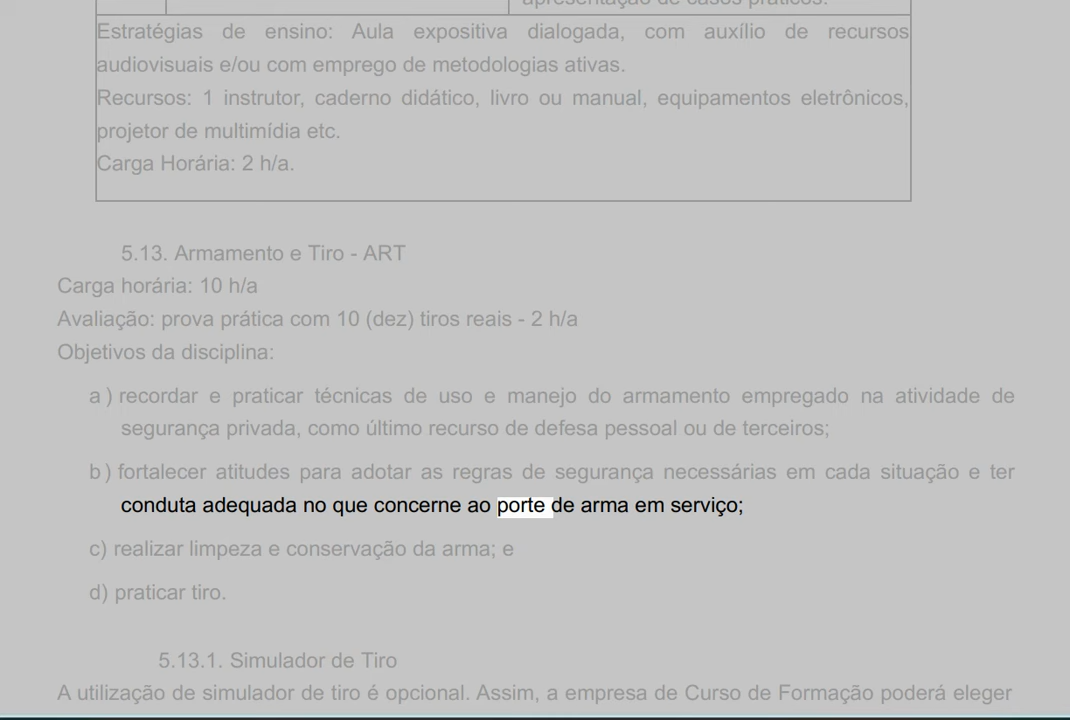 apresentação de casos práticos.
Estratégias de ensino: Aula expositiva dialogada, com auxílio de recursos
audiovisuais e/ou com emprego de metodologias ativas.
Recursos: 1 instrutor, caderno didático, livro ou manual, equipamentos eletrônicos,
projetor de multimídia etc.
Carga Horária: 2 h/a.
5.13. Armamento e Tiro - ART
Carga horária: 10 h/a
Avaliação: prova prática com 10 (dez) tiros reais - 2 h/a
Objetivos da disciplina:
a) recordar e praticar técnicas de uso e manejo do armamento empregado na atividade de
segurança privada, como último recurso de defesa pessoal ou de terceiros;
b) fortalecer atitudes para adotar as regras de segurança necessárias em cada situação e ter
conduta adequada no que concerne ao porte de arma em serviço;
c) realizar limpeza e conservação da arma; e
d) praticar tiro.
5.13.1. Simulador de Tiro
A utilização de simulador de tiro é opcional. Assim, a empresa de Curso de Formação poderá eleger